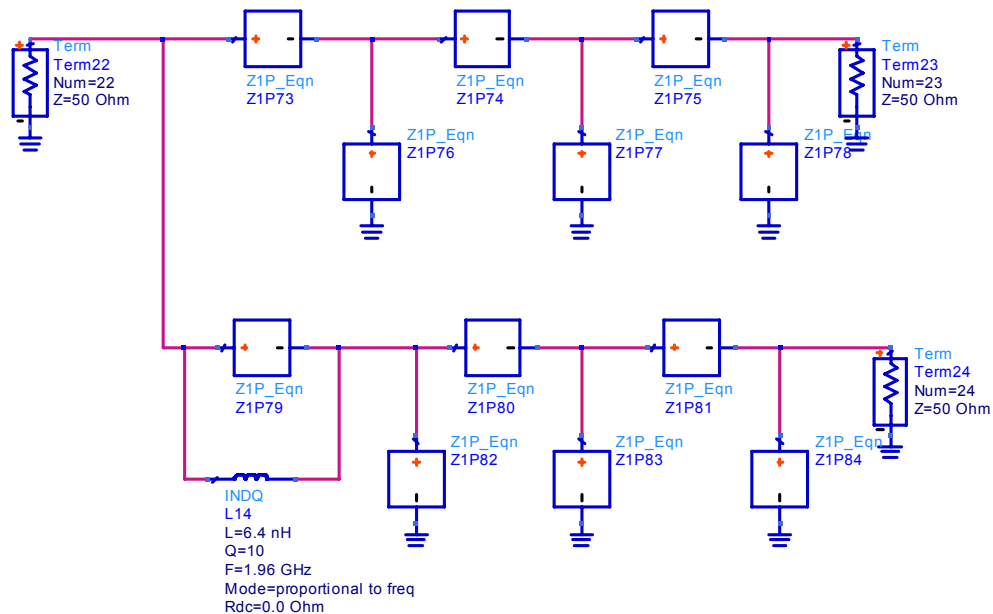 Term
Term22
Num=22
Z=50 Ohm
Z1P_Eqn
Z1P73
Z1P_Eqn
Z1P74
Z1P_Eqn
Z1P75
Term
Term23
Num=23
Z=50 Ohm
Z1P_Eqn
Z1P76
Z1P_Eqn
Z1P77
Z1P_Eqn
Z1P78
Z1P_Eqn
Z1P79
Z1P_Eqn
Z1P80
Z1P_Eqn
Z1P81
Term
Term24
Num=24
Z=50 Ohm
Z1P_Eqn
Z1P82
Z1P_Eqn
Z1P83
Z1P_Eqn
Z1P84
INDQ
L14
L=6.4 nH
Q=10
F=1.96 GHz
Mode=proportional to freq
Rdc=0.0 Ohm